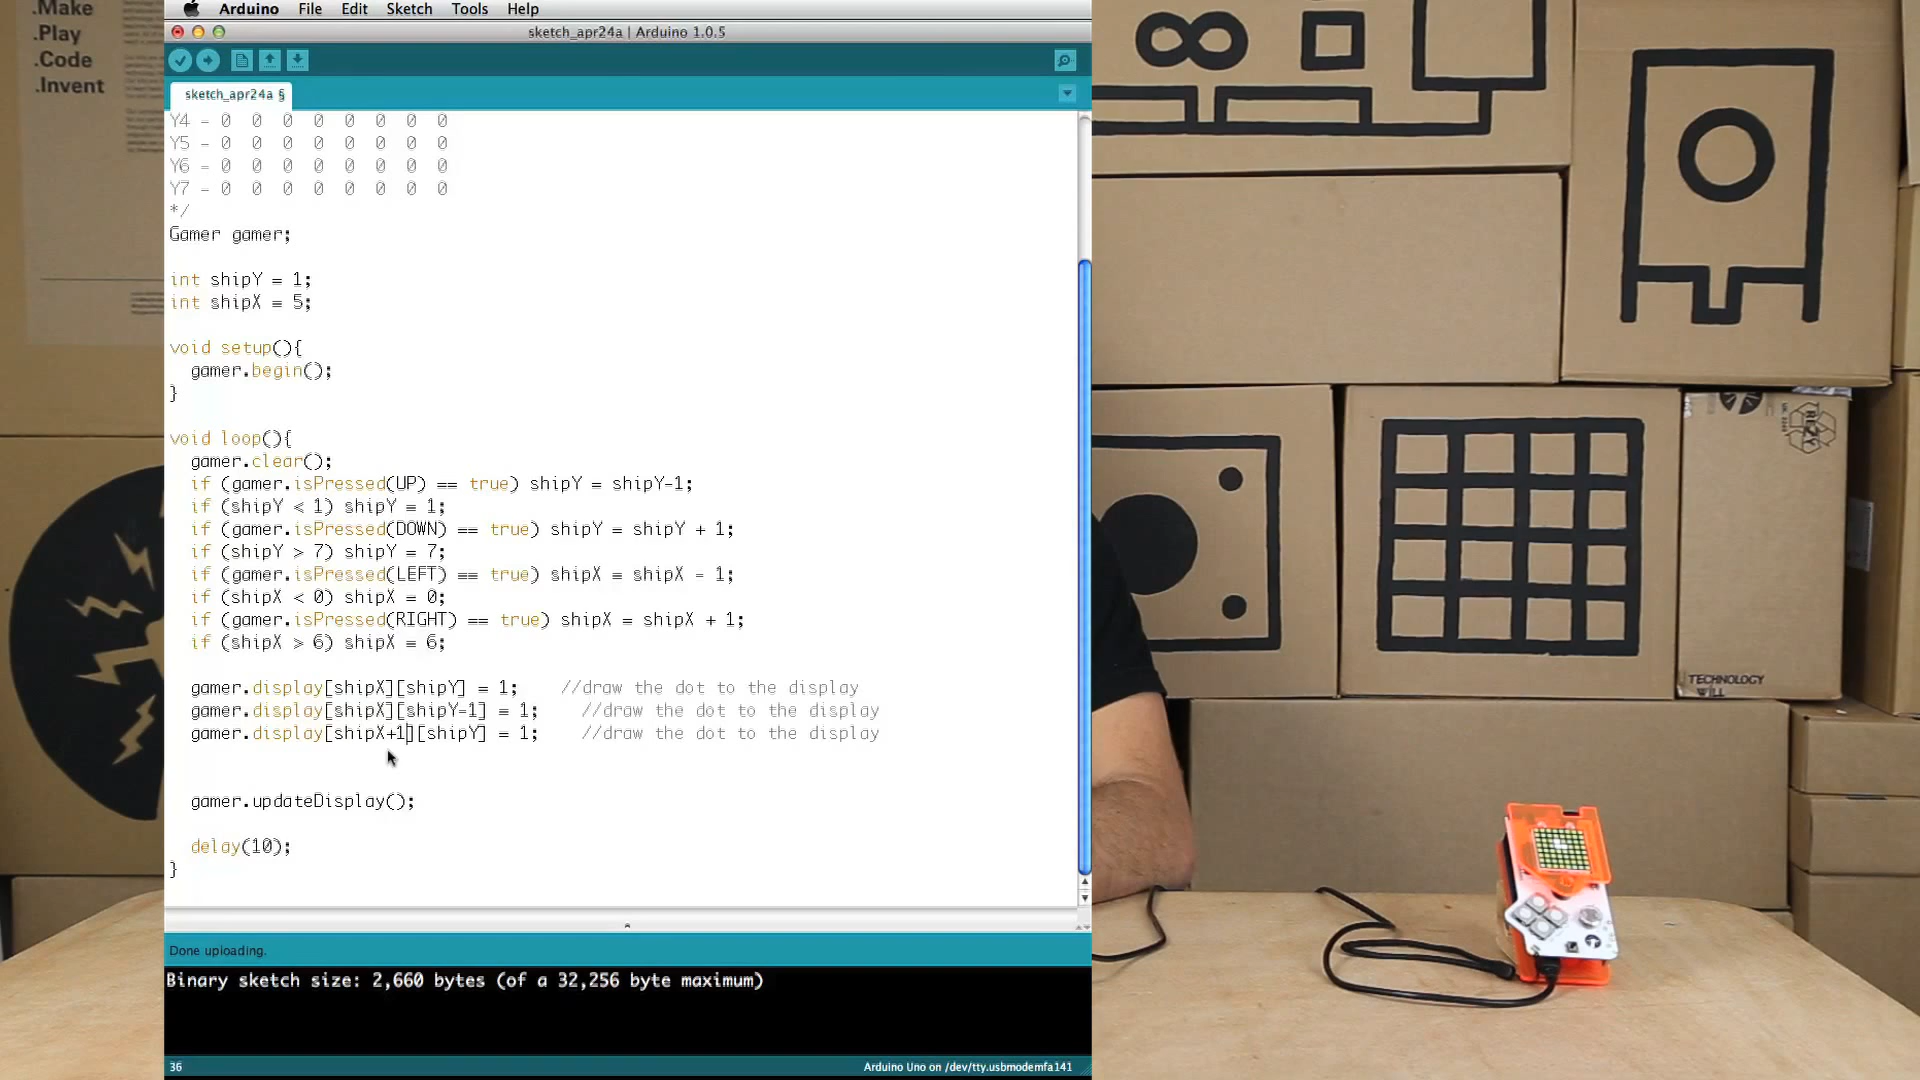 .Make
.Play
.Code
.Invent
Arduino File Edit Sketch Tools Help
sketch_apr24a | Arduino 1.0.5
sketch_apr24a §
Y4 - 0 0 0 0 0 0 0 0
Y5 - 0 0 0 0 0 0 0 0
Y6 - 0 0 0 0 0 0 0 0
Y7 - 0 0 0 0 0 0 0 0
*/
Gamer gamer;
int shipY = 1;
int shipX = 5;
void setup(){
gamer.begin();
}
void loop(){
gamer.clear();
if (gamer.isPressed(UP) == true) shipY = shipY-1;
if (shipY < 1) shipY = 1;
if (gamer.isPressed(DOWN) == true) shipY = shipY + 1;
if (shipY > 7) shipY = 7;
if (gamer.isPressed(LEFT) == true) shipX = shipX - 1;
if (shipX < 0) shipX = 0;
if (gamer.isPressed(RIGHT) == true) shipX = shipX + 1;
if (shipX > 6) shipX = 6;
gamer.display[shipX][shipY] = 1; //draw the dot to the display
gamer.display[shipX][shipY-1] = 1; //draw the dot to the display
gamer.display[shipX+1][shipY] = 1; //draw the dot to the display
gamer.updateDisplay();
delay(10);
}
Done uploading.
Binary sketch size: 2,660 bytes (of a 32,256 byte maximum)
36
Arduino Uno on /dev/tty.usbmodemfa141
TECHNOLOGY
WILL